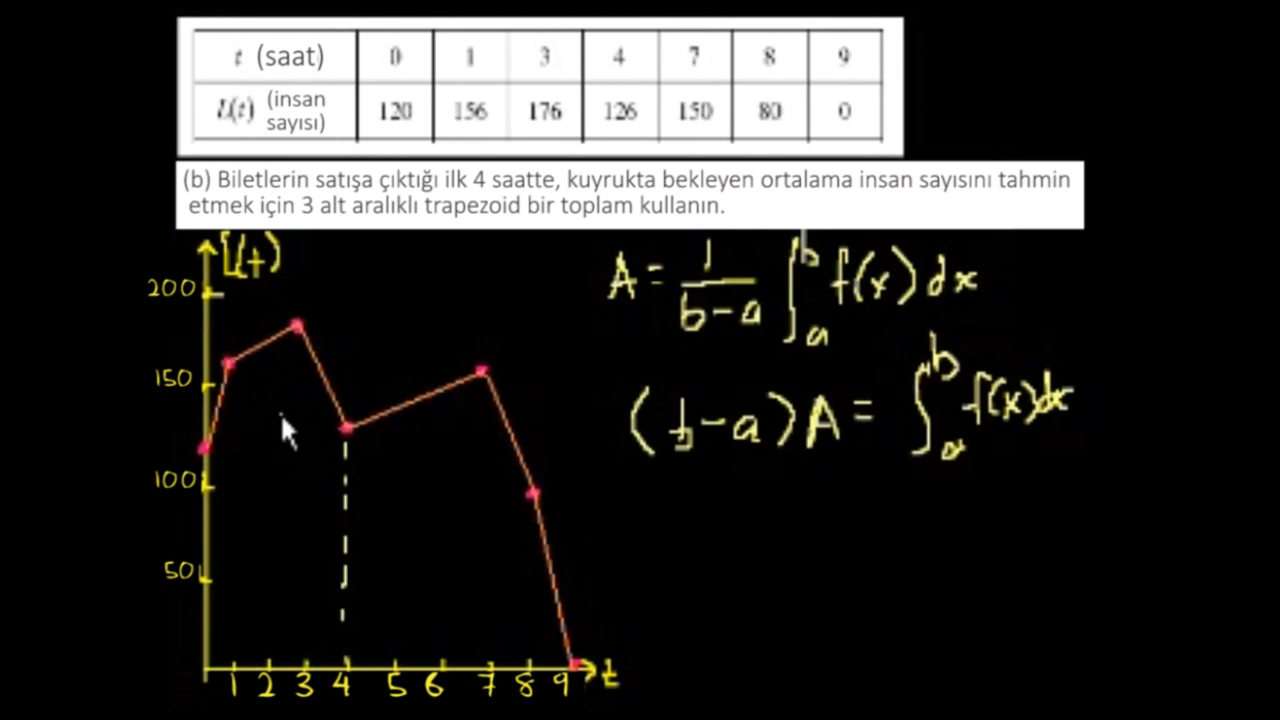 t (saat) 0 1 3 4 7 8 9
L(t) (insan sayısı) 120 156 176 126 150 80 0
(b) Biletlerin satışa çıktığı ilk 4 saatte, kuyrukta bekleyen ortalama insan sayısını tahmin
etmek için 3 alt aralıklı trapezoid bir toplam kullanın.
L(t)
200
150
100
50
1 2 3 4 5 6 7 8 9 t
A = 1/(b-a) ∫_a^b f(x) dx
(b-a)A = ∫_a^b f(x)dx